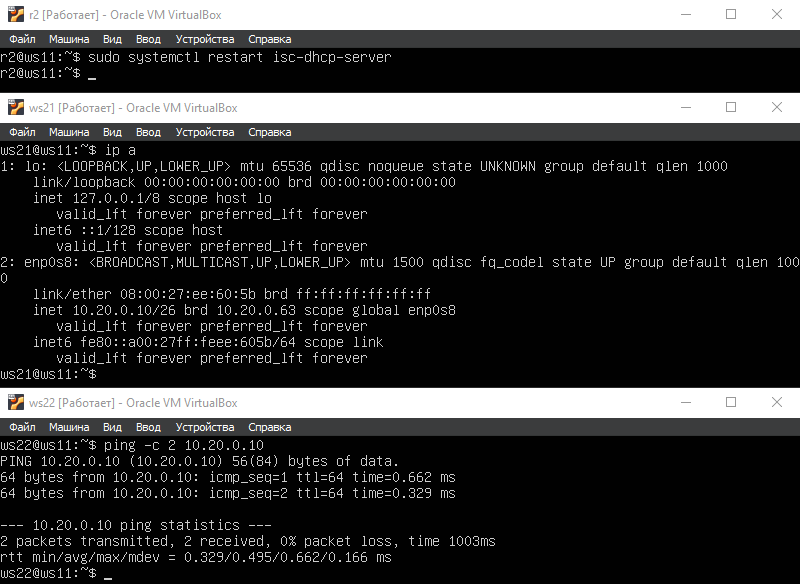 r2 [Работает] - Oracle VM VirtualBox
Файл Машина Вид Ввод Устройства Справка
r2@ws11:~$ sudo systemctl restart isc-dhcp-server
r2@ws11:~$ _
ws21 [Работает] - Oracle VM VirtualBox
Файл Машина Вид Ввод Устройства Справка
ws21@ws11:~$ ip a
1: lo: <LOOPBACK,UP,LOWER_UP> mtu 65536 qdisc noqueue state UNKNOWN group default qlen 1000
    link/loopback 00:00:00:00:00:00 brd 00:00:00:00:00:00
    inet 127.0.0.1/8 scope host lo
       valid_lft forever preferred_lft forever
    inet6 ::1/128 scope host
       valid_lft forever preferred_lft forever
2: enp0s8: <BROADCAST,MULTICAST,UP,LOWER_UP> mtu 1500 qdisc fq_codel state UP group default qlen 100
0
    link/ether 08:00:27:ee:60:5b brd ff:ff:ff:ff:ff:ff
    inet 10.20.0.10/26 brd 10.20.0.63 scope global enp0s8
       valid_lft forever preferred_lft forever
    inet6 fe80::a00:27ff:feee:605b/64 scope link
       valid_lft forever preferred_lft forever
ws21@ws11:~$
ws22 [Работает] - Oracle VM VirtualBox
Файл Машина Вид Ввод Устройства Справка
ws22@ws11:~$ ping -c 2 10.20.0.10
PING 10.20.0.10 (10.20.0.10) 56(84) bytes of data.
64 bytes from 10.20.0.10: icmp_seq=1 ttl=64 time=0.662 ms
64 bytes from 10.20.0.10: icmp_seq=2 ttl=64 time=0.329 ms

--- 10.20.0.10 ping statistics ---
2 packets transmitted, 2 received, 0% packet loss, time 1003ms
rtt min/avg/max/mdev = 0.329/0.495/0.662/0.166 ms
ws22@ws11:~$ _